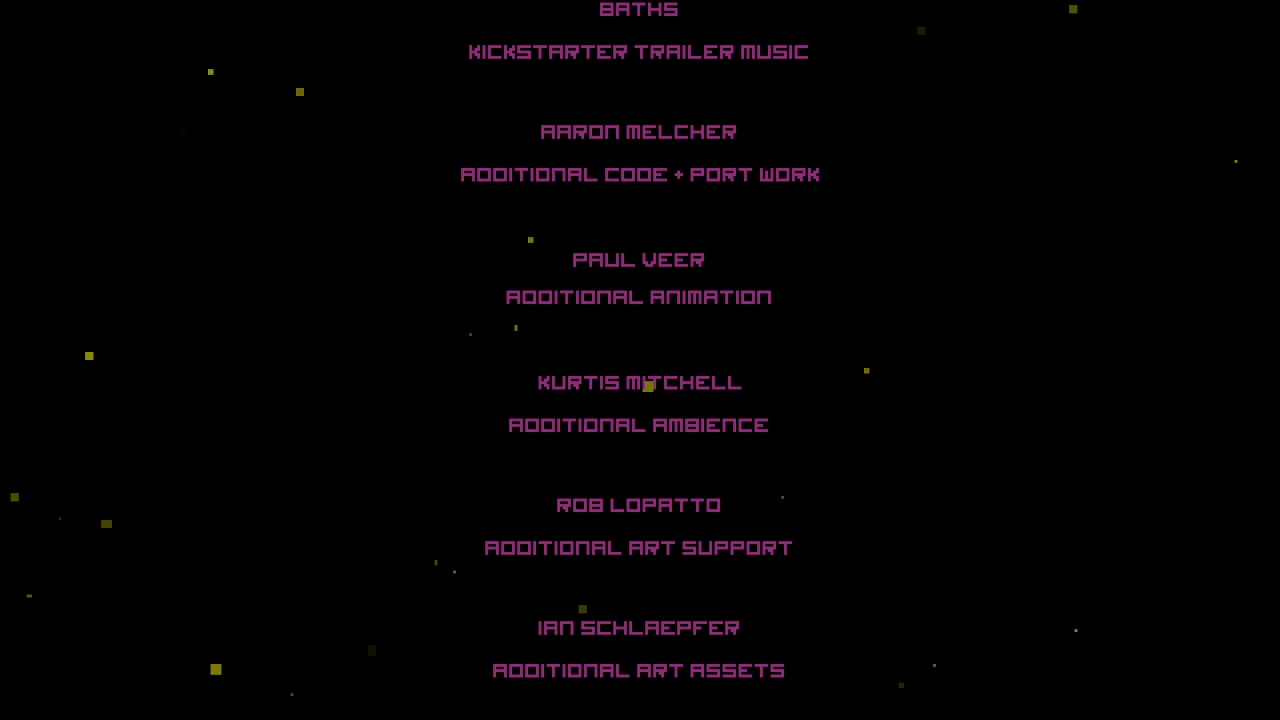 BATHS
KICKSTARTER TRAILER MUSIC
AARON MELCHER
ADDITIONAL CODE + PORT WORK
PAUL VEER
ADDITIONAL ANIMATION
KURTIS MITCHELL
ADDITIONAL AMBIENCE
ROB LOPATTO
ADDITIONAL ART SUPPORT
IAN SCHLAEPFER
ADDITIONAL ART ASSETS